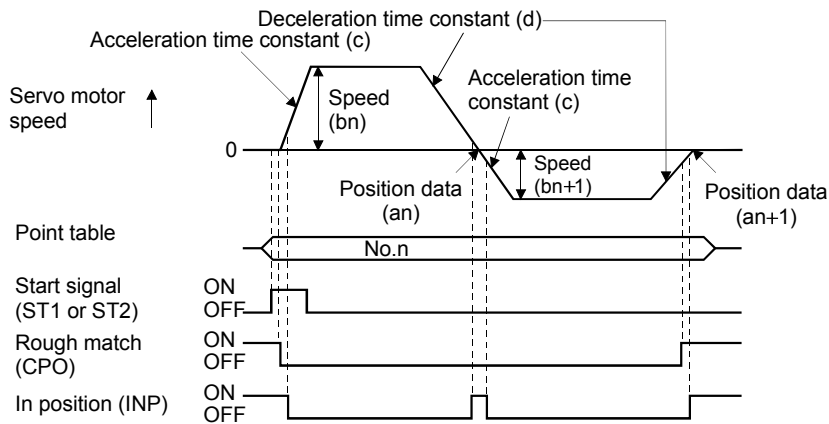 Deceleration time constant (d)
Acceleration time constant (c)
Acceleration time
constant (c)
Servo motor
speed
Speed
(bn)
0
Speed
(bn+1)
Position data
(an)
Position data
(an+1)
Point table
No.n
Start signal
(ST1 or ST2)
ON
OFF
Rough match
(CPO)
ON
OFF
In position (INP)
ON
OFF